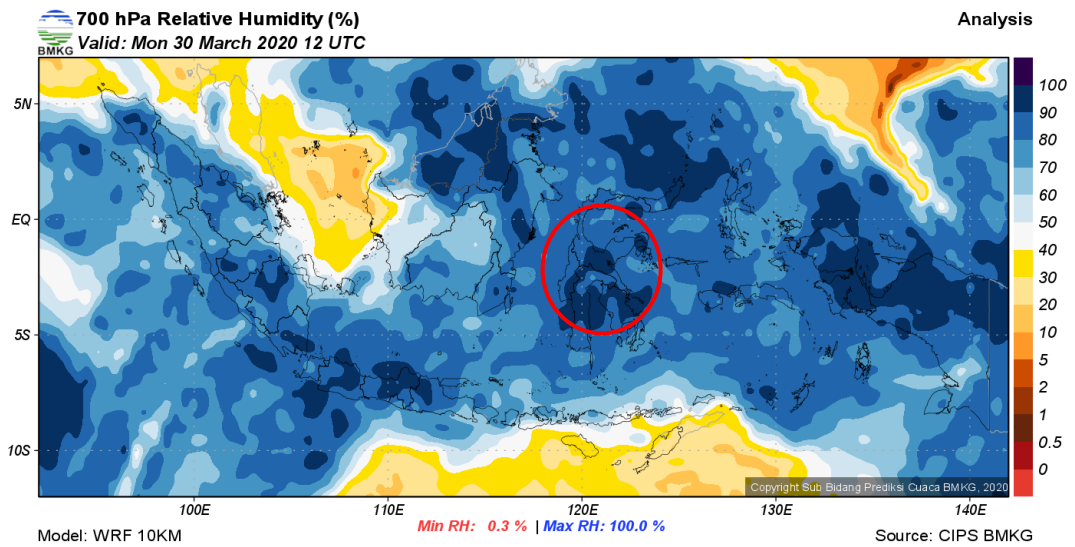 700 hPa Relative Humidity (%)
Analysis
BMKG
Valid: Mon 30 March 2020 12 UTC
5N
EQ
5S
10S
100E
110E
120E
130E
140E
100
90
80
70
60
50
40
30
20
10
5
2
1
0.5
0
Copyright Sub Bidang Prediksi Cuaca BMKG, 2020
Min RH: 0.3 % | Max RH: 100.0 %
Model: WRF 10KM
Source: CIPS BMKG